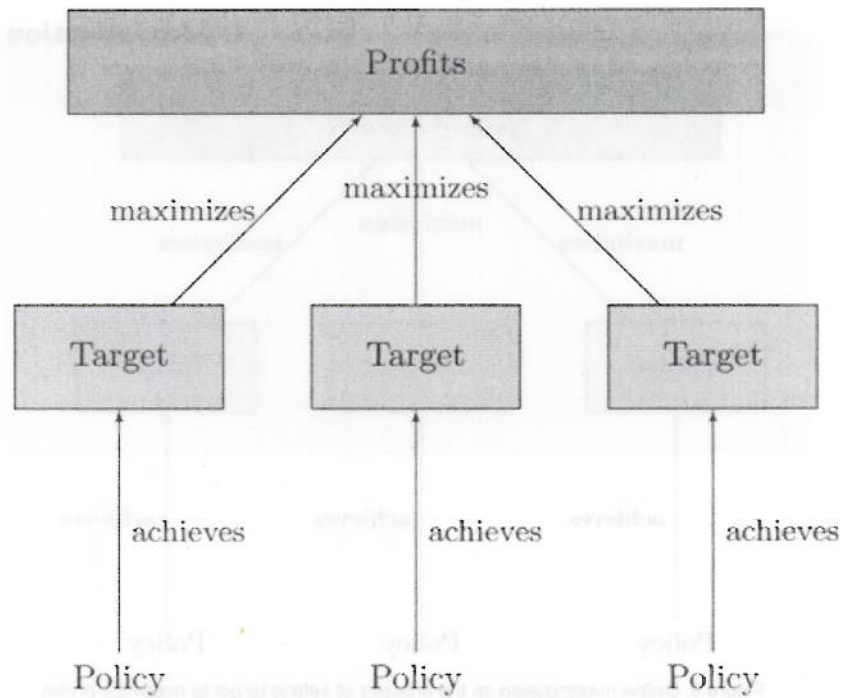 Profits
maximizes maximizes maximizes
Target Target Target
achieves achieves achieves
Policy Policy Policy